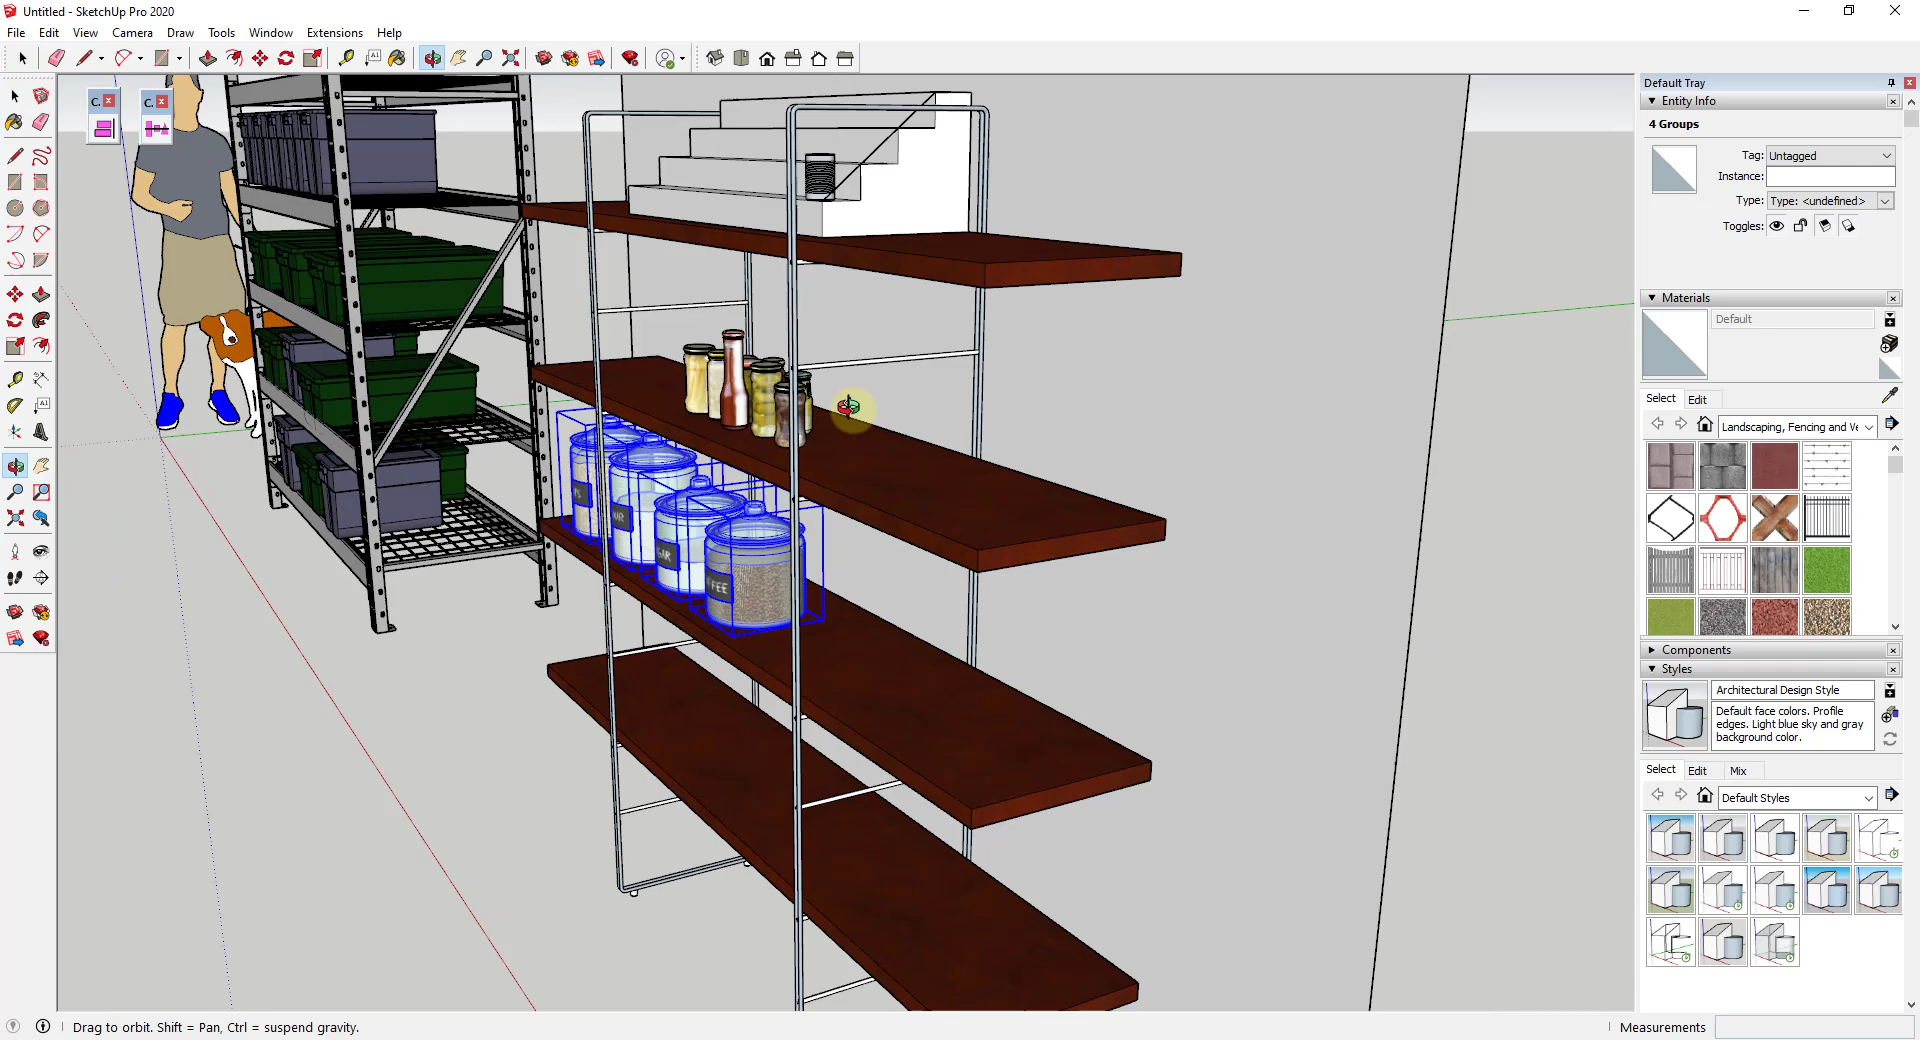 Untitled - SketchUp Pro 2020
File Edit View Camera Draw Tools Window Extensions Help
C. C.
Default Tray
Entity Info
4 Groups
Tag: Untagged
Instance:
Type: Type: <undefined>
Toggles:
Materials
Default
Select Edit
Landscaping, Fencing and Ve
Components
Styles
Architectural Design Style
Default face colors. Profile
edges. Light blue sky and gray
background color.
Select Edit Mix
Default Styles
Drag to orbit. Shift = Pan, Ctrl = suspend gravity.
Measurements